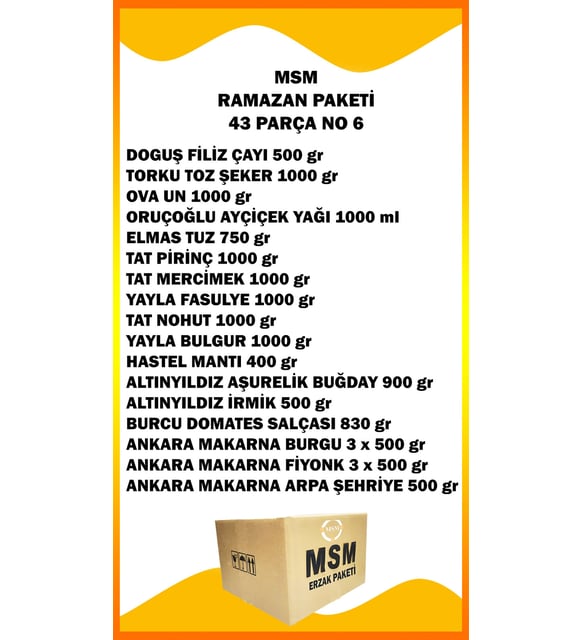 MSM
RAMAZAN PAKETİ
43 PARÇA NO 6
DOGUŞ FİLİZ ÇAYI 500 gr
TORKU TOZ ŞEKER 1000 gr
OVA UN 1000 gr
ORUÇOĞLU AYÇİÇEK YAĞI 1000 ml
ELMAS TUZ 750 gr
TAT PİRİNÇ 1000 gr
TAT MERCİMEK 1000 gr
YAYLA FASULYE 1000 gr
TAT NOHUT 1000 gr
YAYLA BULGUR 1000 gr
HASTEL MANTI 400 gr
ALTINYILDIZ AŞURELİK BUĞDAY 900 gr
ALTINYILDIZ İRMİK 500 gr
BURCU DOMATES SALÇASI 830 gr
ANKARA MAKARNA BURGU 3 x 500 gr
ANKARA MAKARNA FİYONK 3 x 500 gr
ANKARA MAKARNA ARPA ŞEHRİYE 500 gr
MSM
MSM
ERZAK PAKETİ